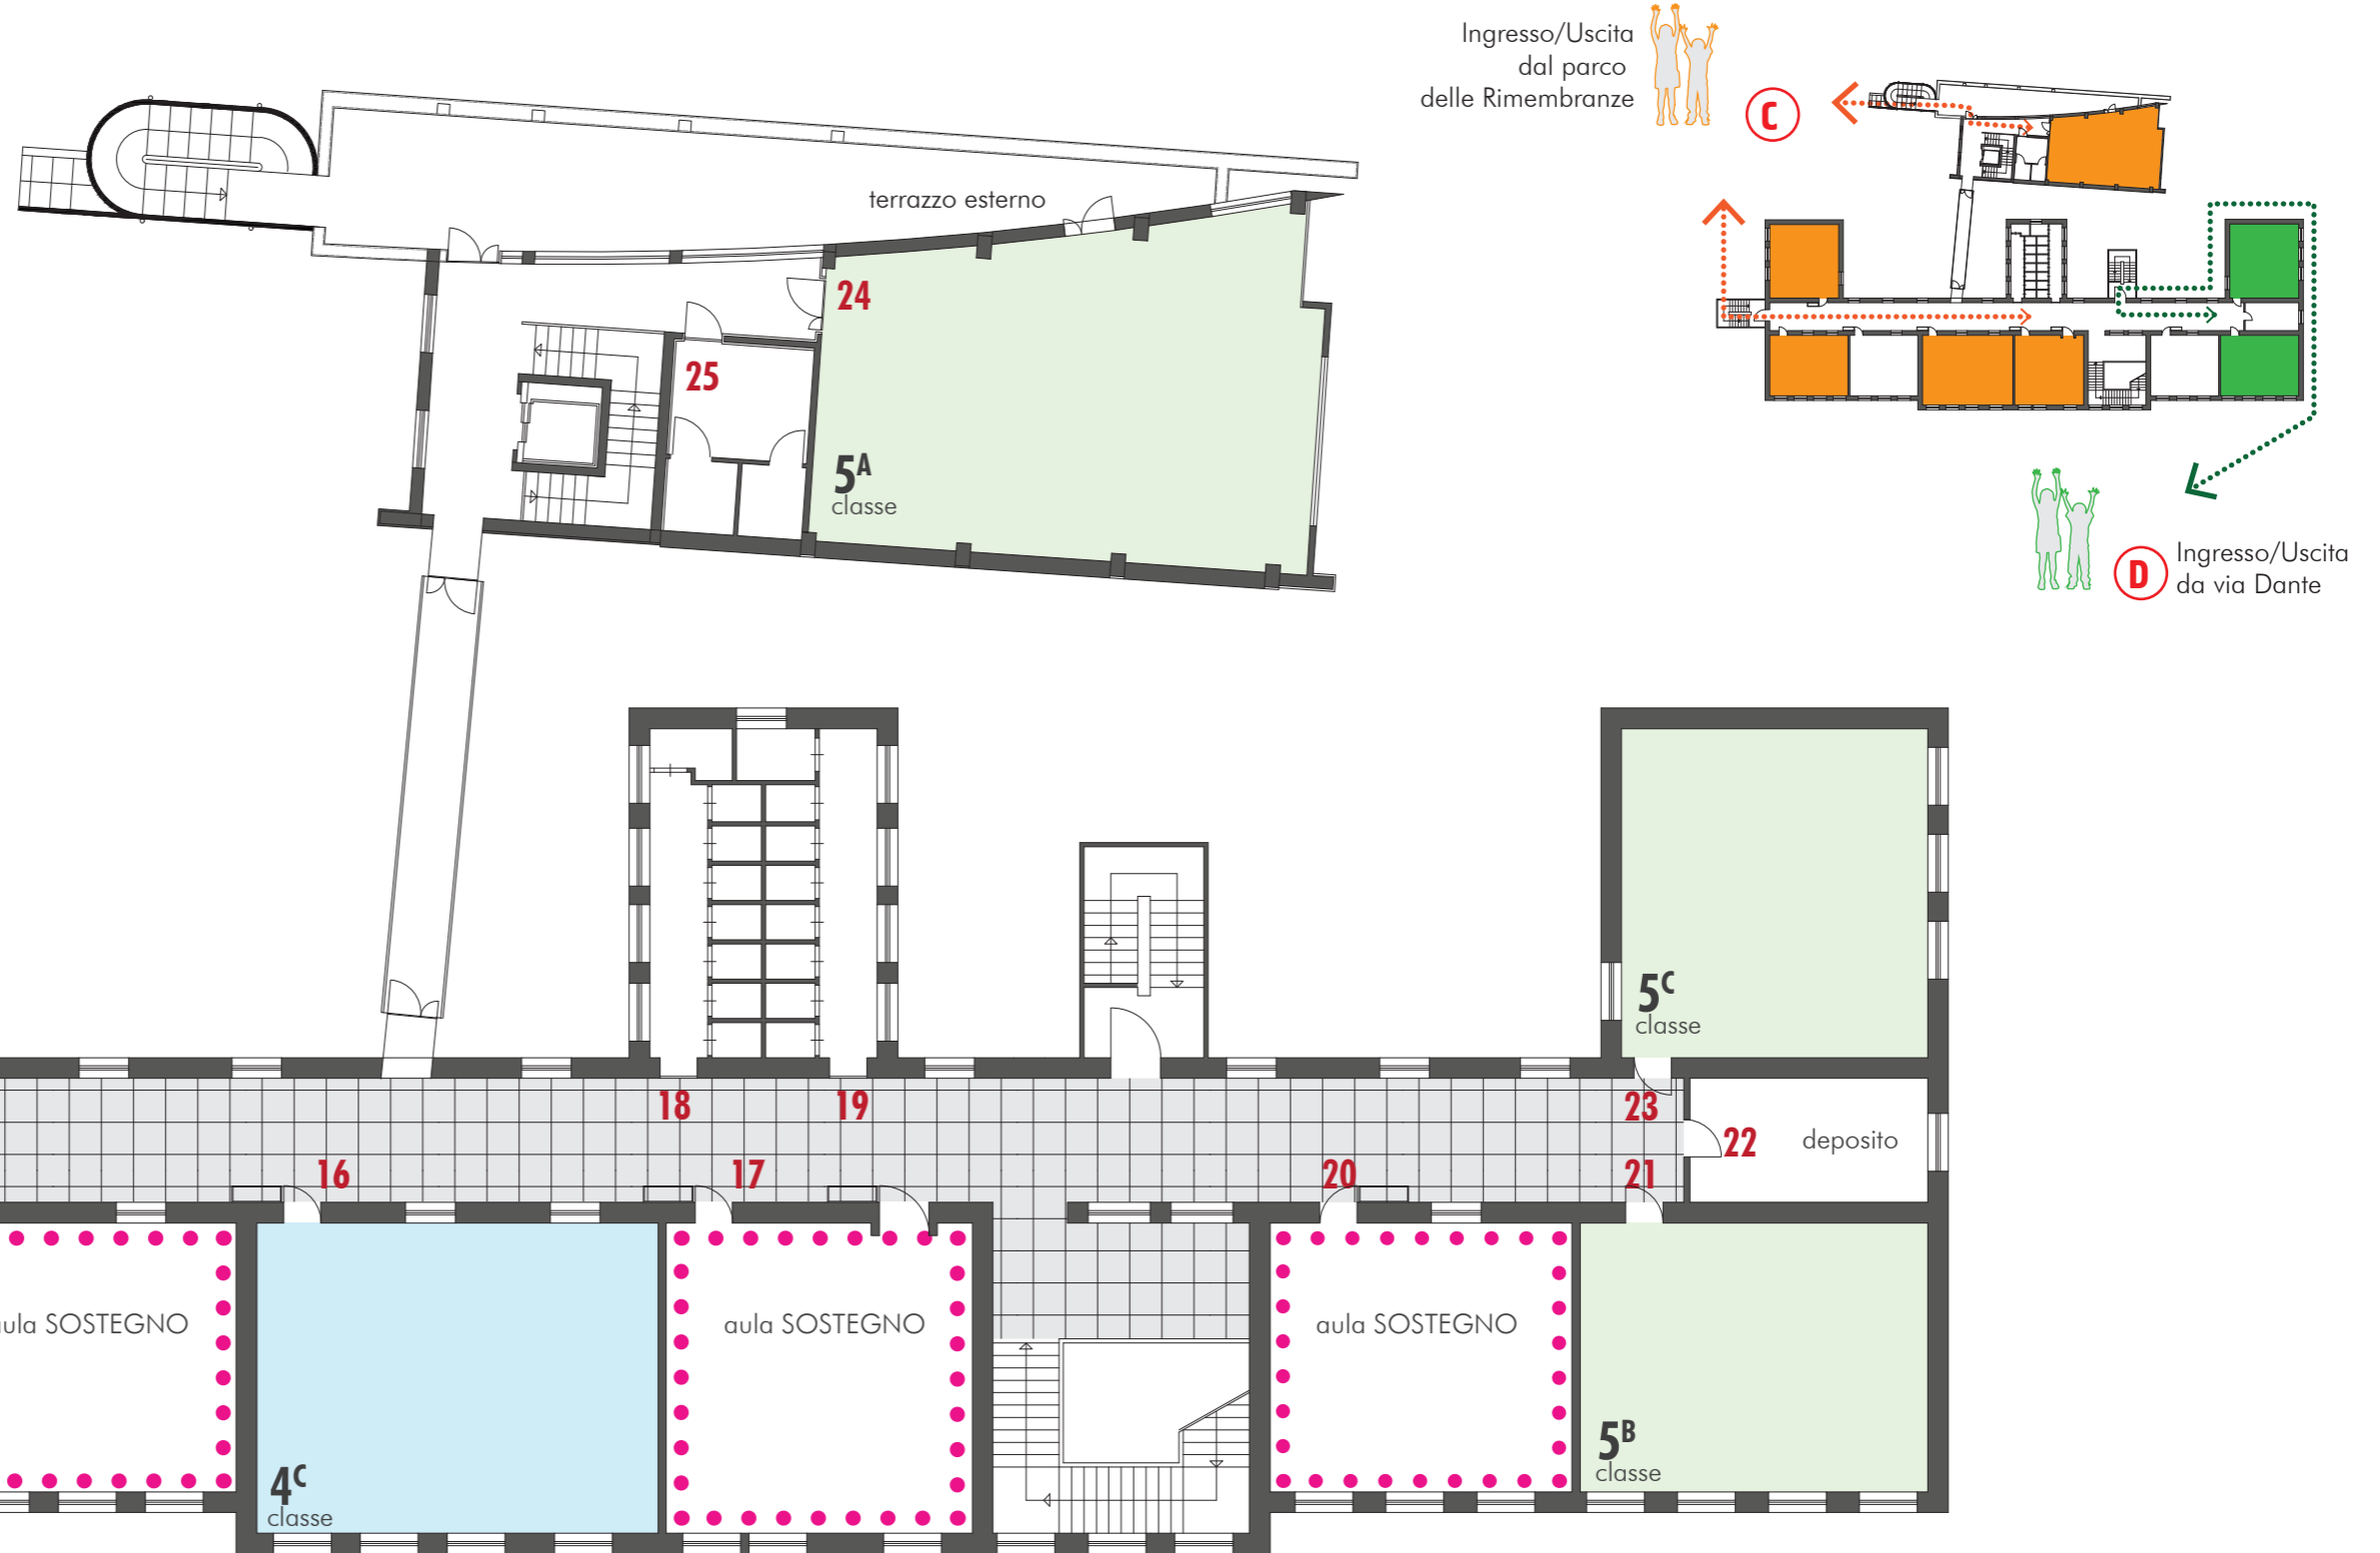 Ingresso/Uscita
dal parco
delle Rimembranze
C
terrazzo esterno
24
25
5A
classe
D
Ingresso/Uscita
da via Dante
5C
classe
18
19
23
22
deposito
16
17
20
21
aula SOSTEGNO
aula SOSTEGNO
SOSTEGNO
4C
classe
5B
classe